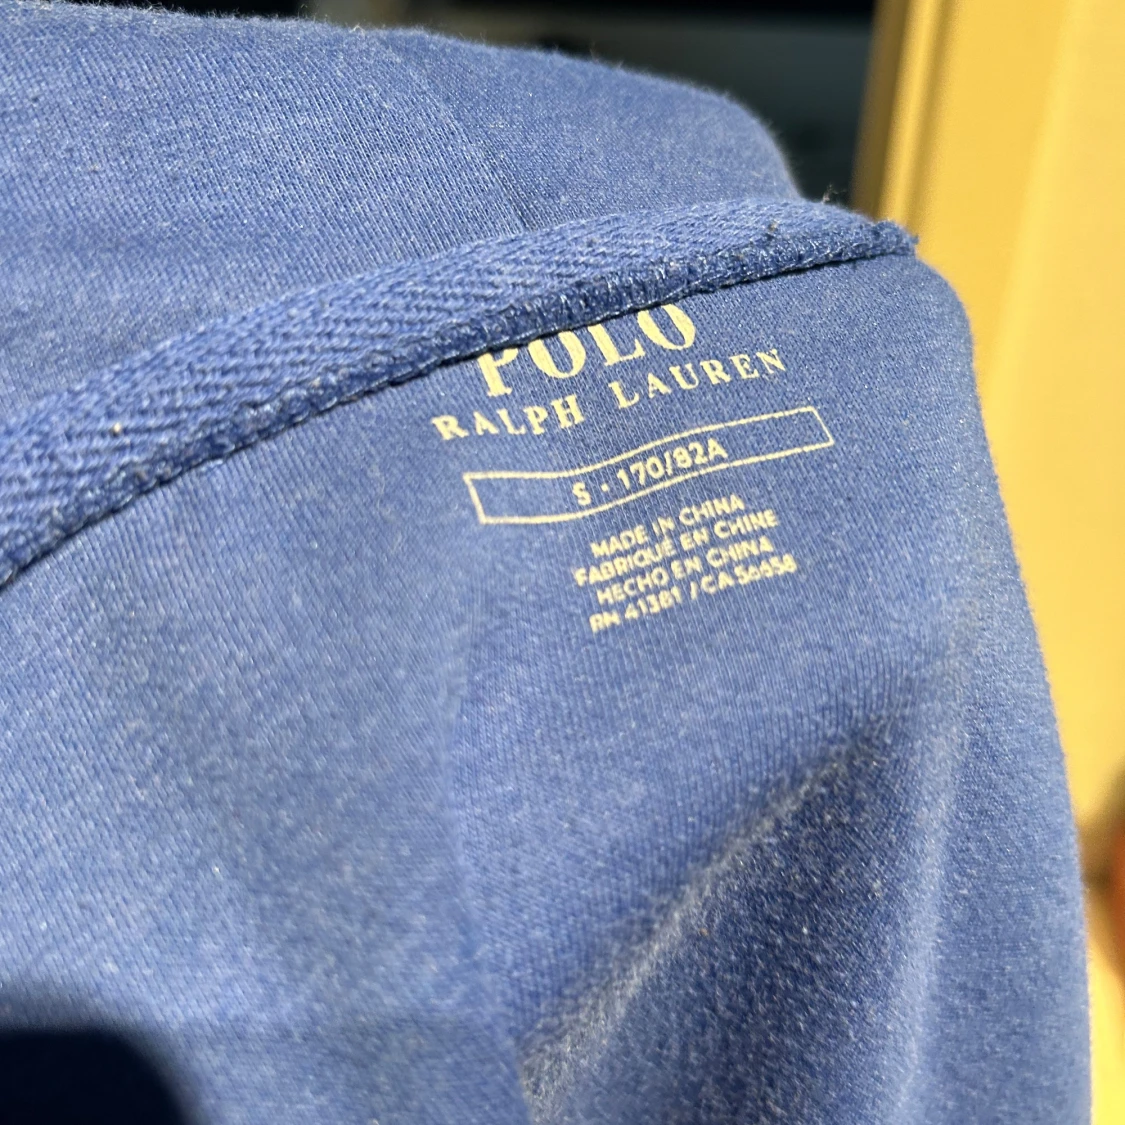 POLO
RALPH LAUREN
S - 170/92A
MADE IN CHINA
FABRIQUÉ EN CHINE
HECHO EN CHINA
RN 41381 / CA 56658